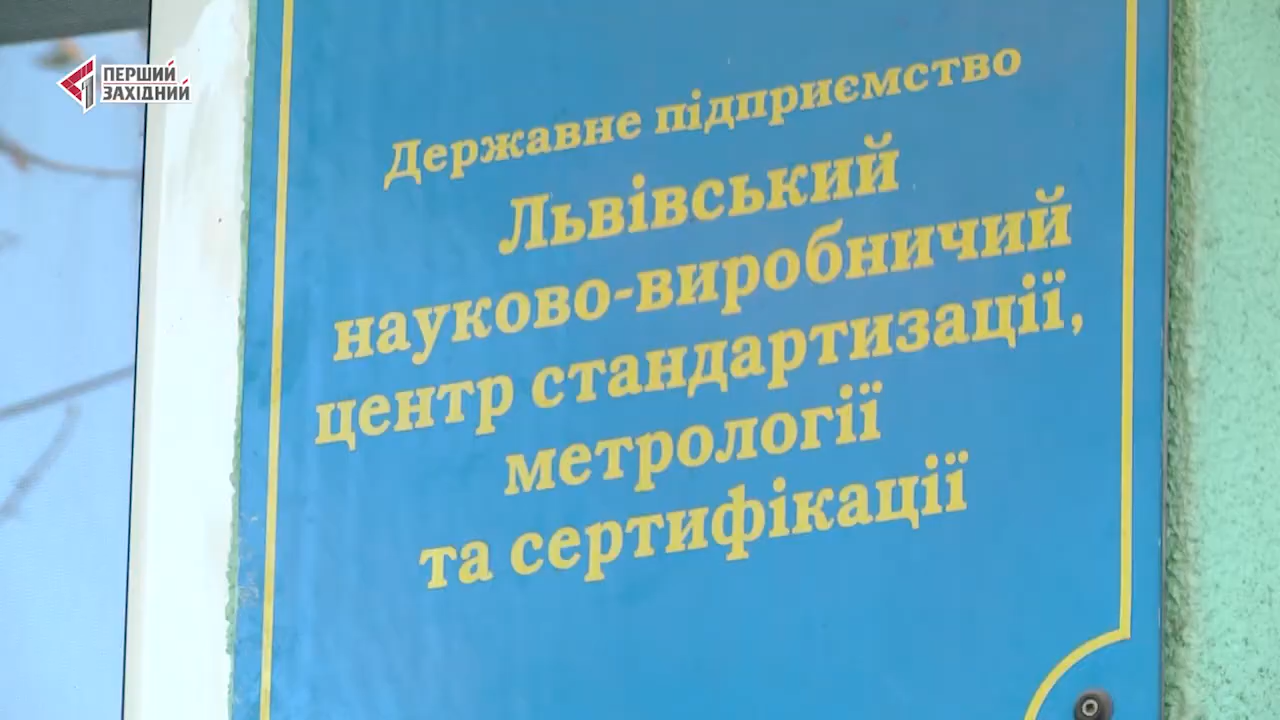 ПЕРШИЙ
ЗАХІДНИЙ
Державне підприємство
Львівський
науково-виробничий
центр стандартизації,
метрології
та сертифікації